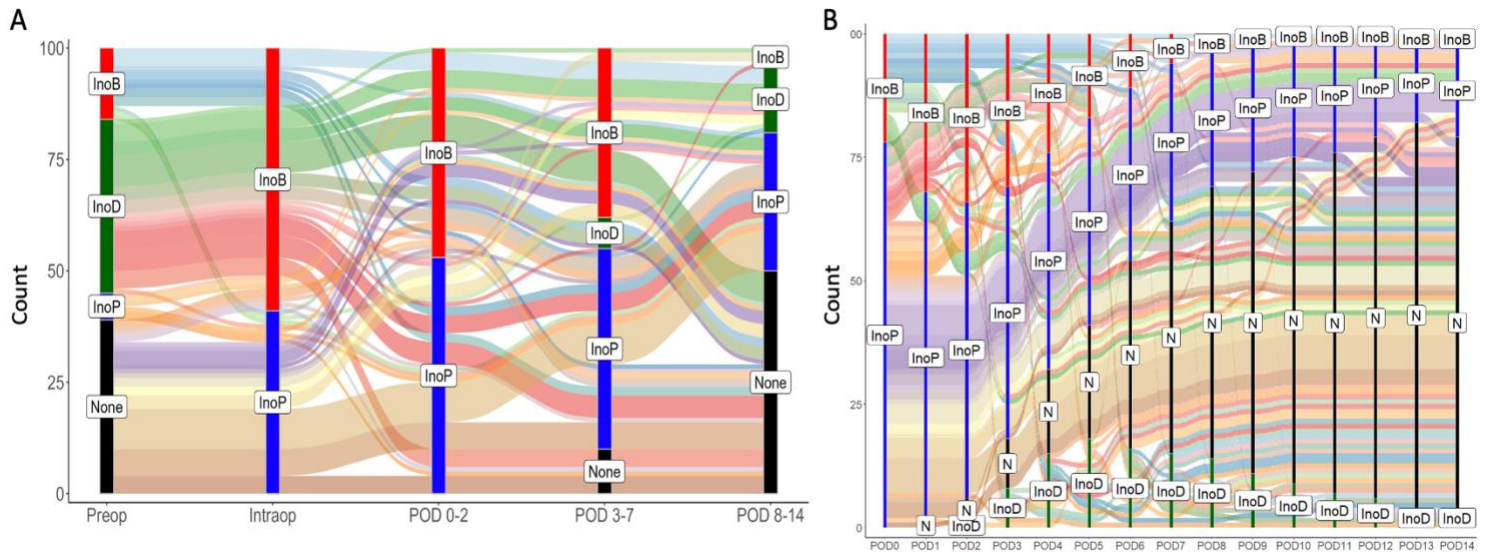 A
Count
100
75
50
25
0
InoB
InoD
InoP
None
InoB
InoP
InoB
InoP
InoB
InoD
InoP
None
InoB
InoD
InoP
None
Preop Intraop POD 0-2 POD 3-7 POD 8-14
B
Count
00
75
50
25
0
InoB
InoP
InoB
InoP
N
InoB
InoP
N
InoD
InoB
InoP
N
InoD
InoB
InoP
N
InoD
InoB
InoP
N
InoD
InoB
InoP
N
InoD
InoB
InoP
N
InoD
InoB
InoP
N
InoD
InoB
InoP
N
InoD
InoB
InoP
N
InoD
InoB
InoP
N
InoD
InoB
InoP
N
InoD
InoB
InoP
N
InoD
InoB
InoP
N
InoD
POD0 POD1 POD2 POD3 POD4 POD5 POD6 POD7 POD8 POD9 POD10 POD11 POD12 POD13 POD14